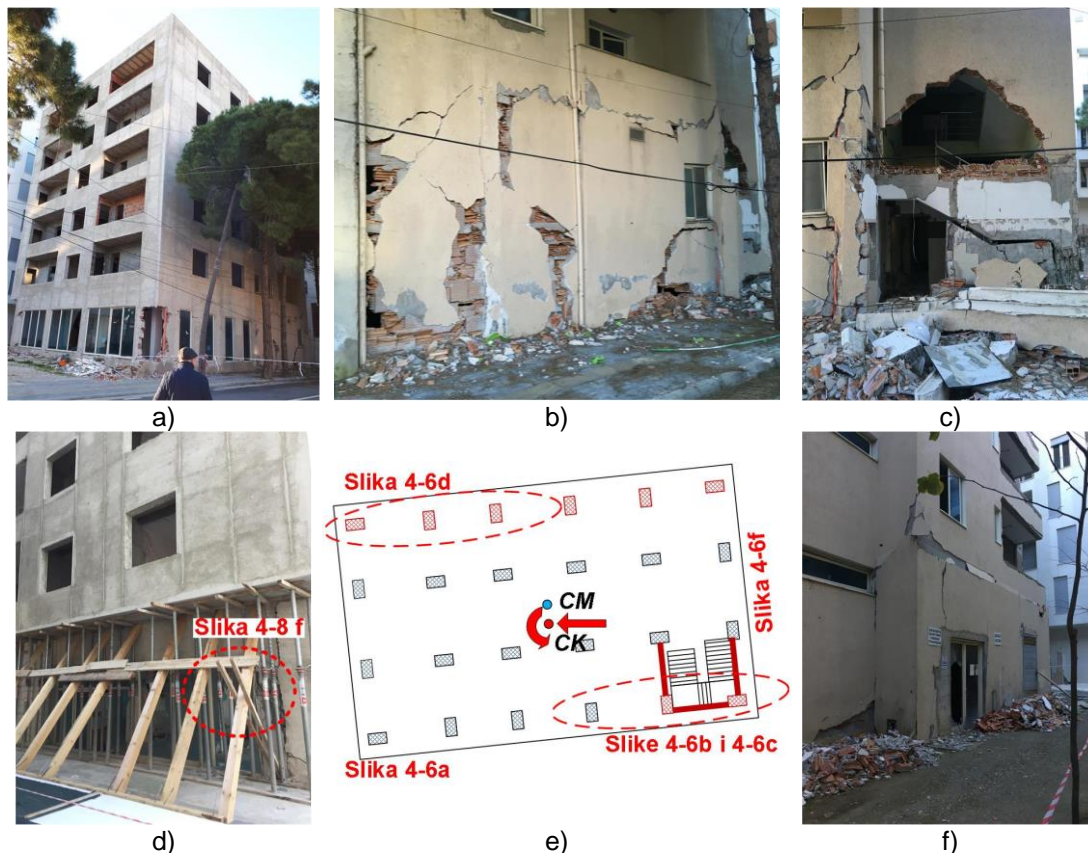 a)
b)
c)
Slika 4-8 f
d)
Slika 4-6d
Slika 4-6f
CM
CK
Slika 4-6a
Slike 4-6b i 4-6c
e)
f)